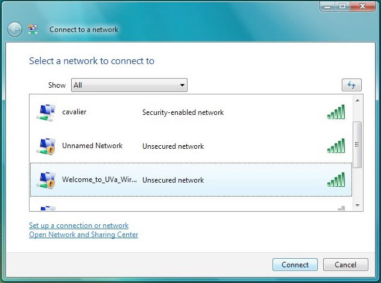 Connect to a network
Select a network to connect to
Show All
cavalier Security-enabled network
Unnamed Network Unsecured network
Welcome_to_UVa_Wir... Unsecured network
Set up a connection or network
Open Network and Sharing Center
Connect Cancel